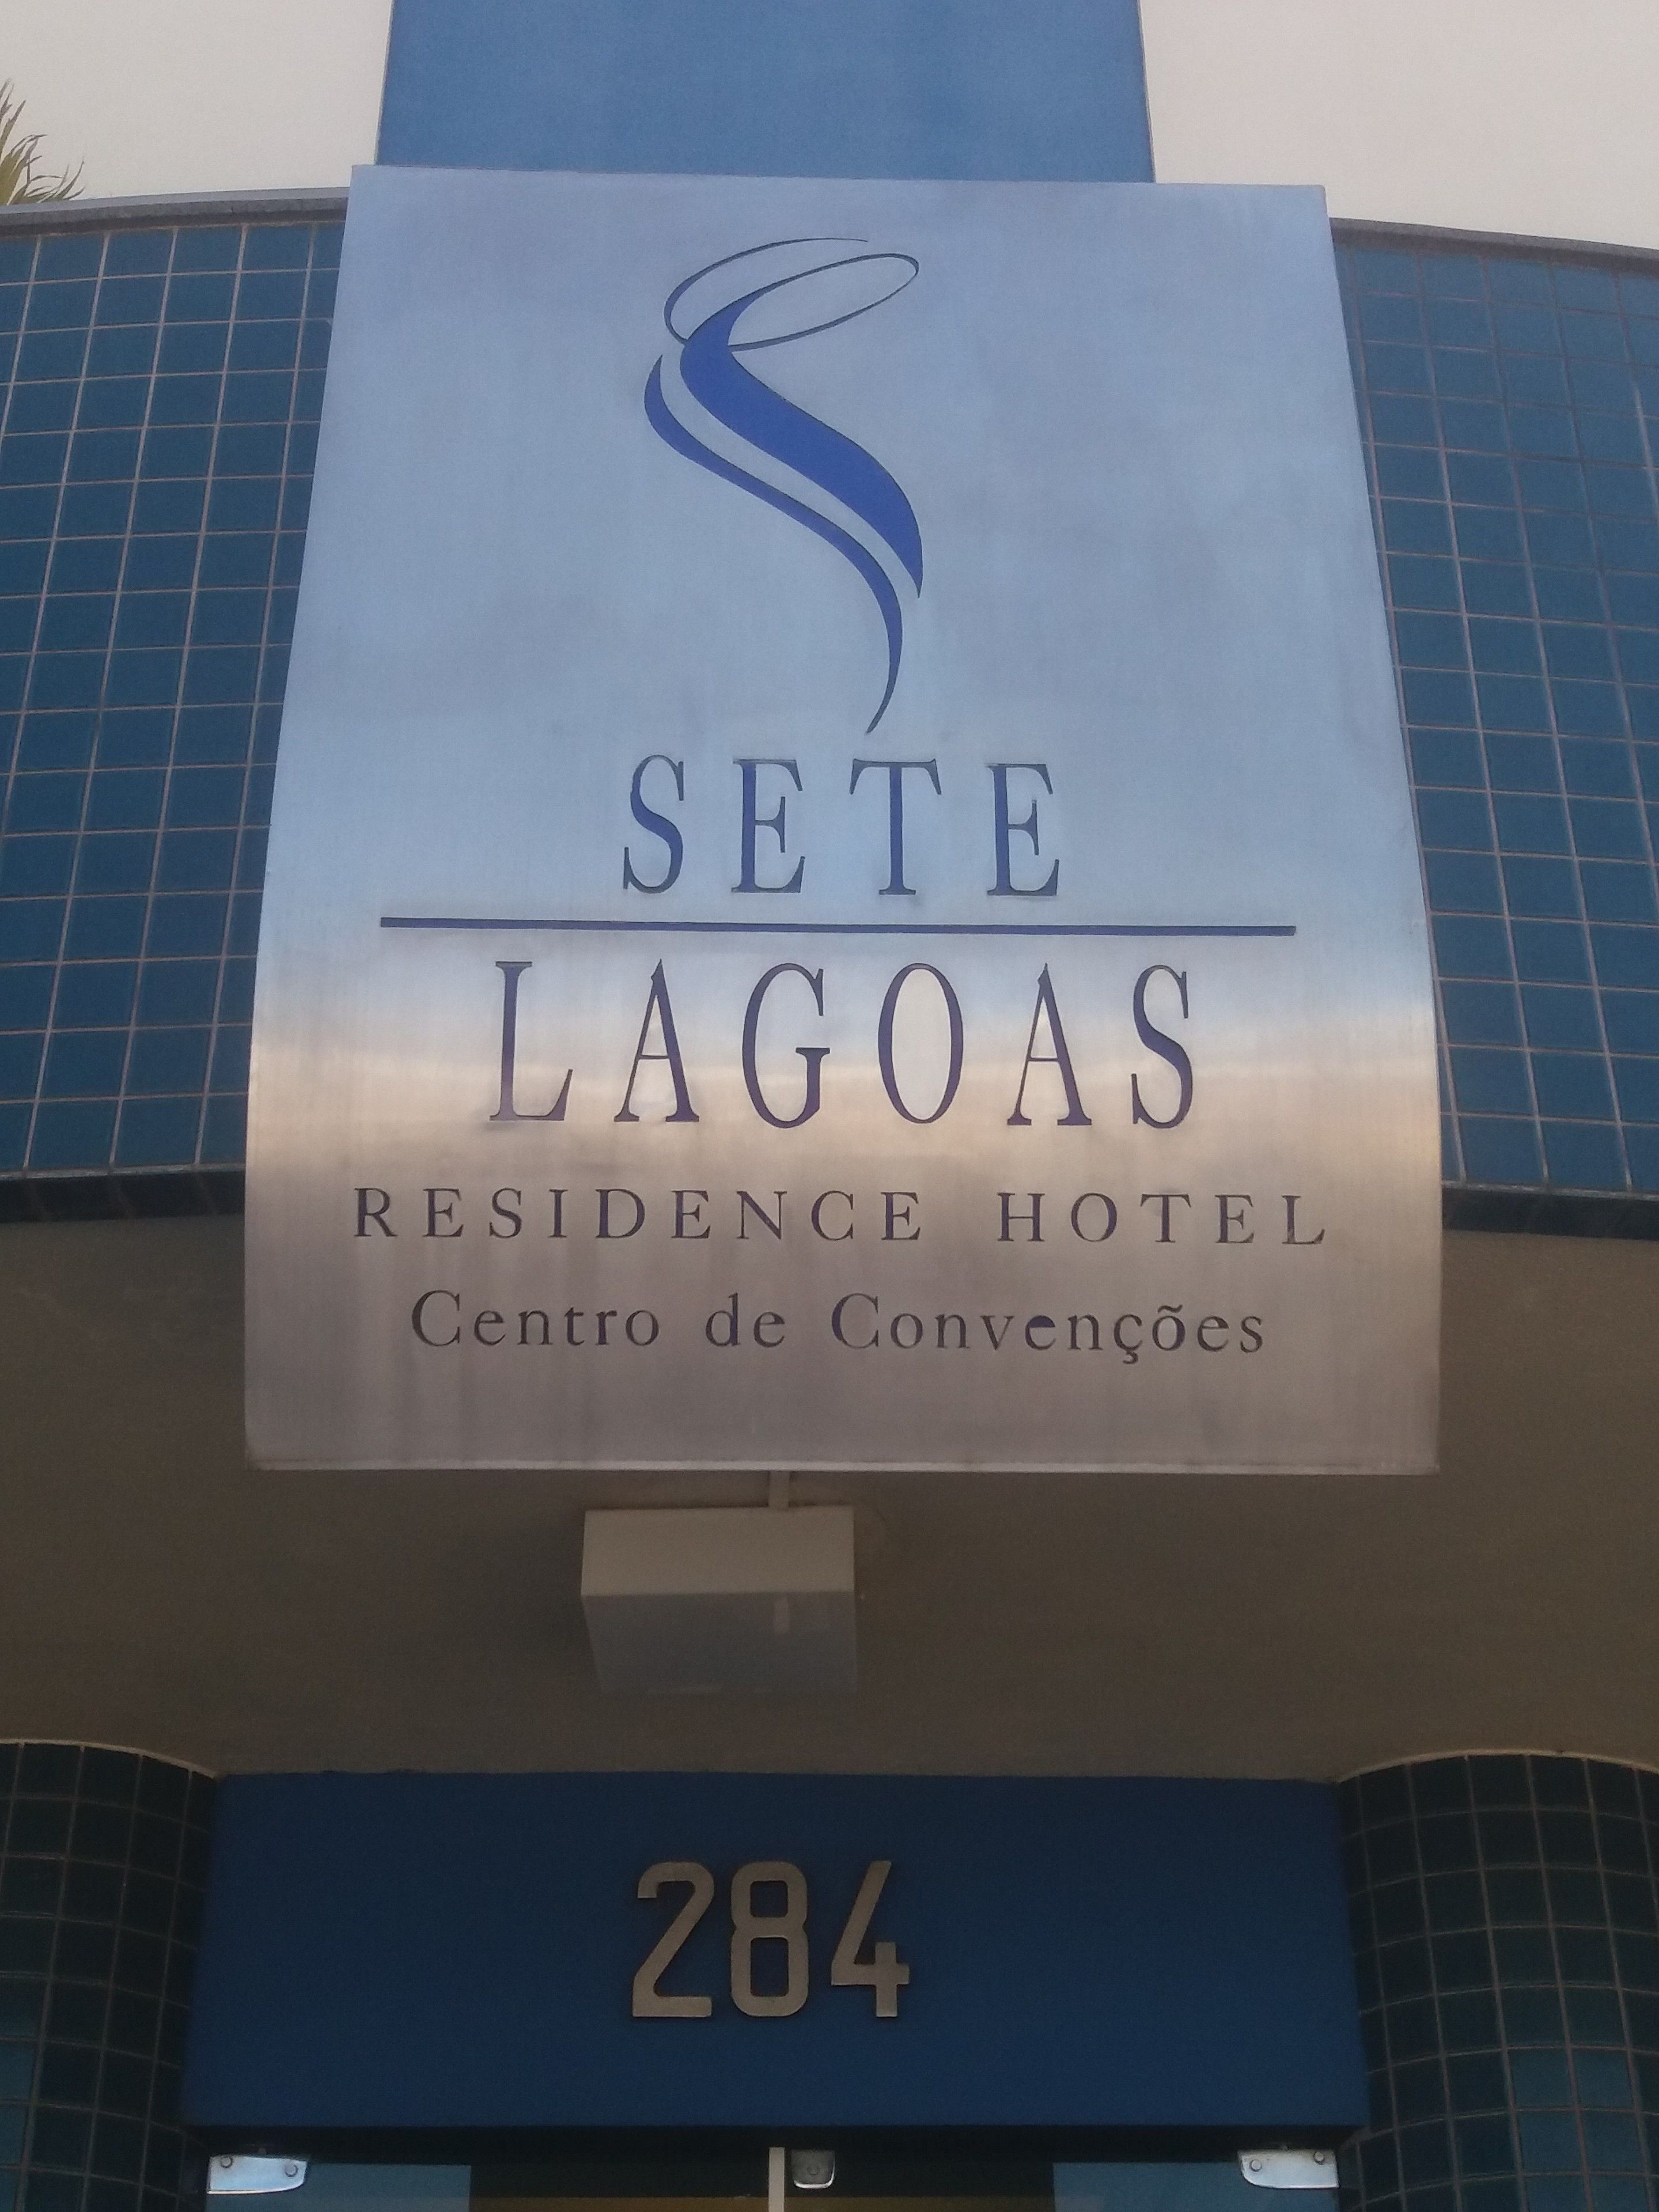 SETE
LAGOAS
RESIDENCE HOTEL
Centro de Convenções
284